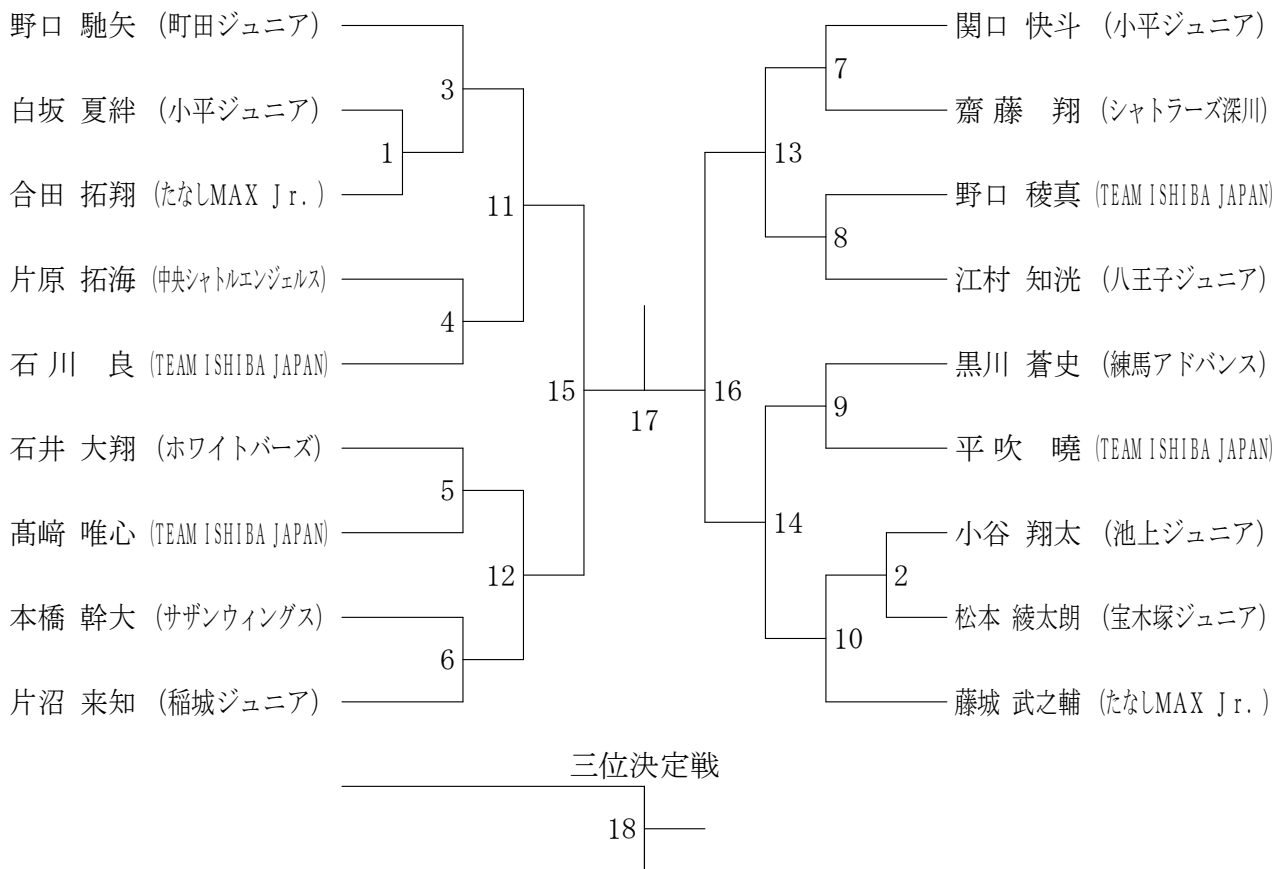 野口 馳矢 (町田ジュニア)
3
白坂 夏絆 (小平ジュニア)
1
合田 拓翔 (たなしMAX Jr.)
11
片原 拓海 (中央シャトルエンジェルス)
4
石川 良 (TEAM ISHIBA JAPAN)
15
石井 大翔 (ホワイトバーズ)
5
髙﨑 唯心 (TEAM ISHIBA JAPAN)
12
本橋 幹大 (サザンウィングス)
6
片沼 来知 (稲城ジュニア)
17
関口 快斗 (小平ジュニア)
7
齋藤 翔 (シャトラーズ深川)
13
野口 稜真 (TEAM ISHIBA JAPAN)
8
江村 知洸 (八王子ジュニア)
16
黒川 蒼史 (練馬アドバンス)
9
平吹 曉 (TEAM ISHIBA JAPAN)
14
小谷 翔太 (池上ジュニア)
2
松本 綾太朗 (宝木塚ジュニア)
10
藤城 武之輔 (たなしMAX Jr.)
三位決定戦
18